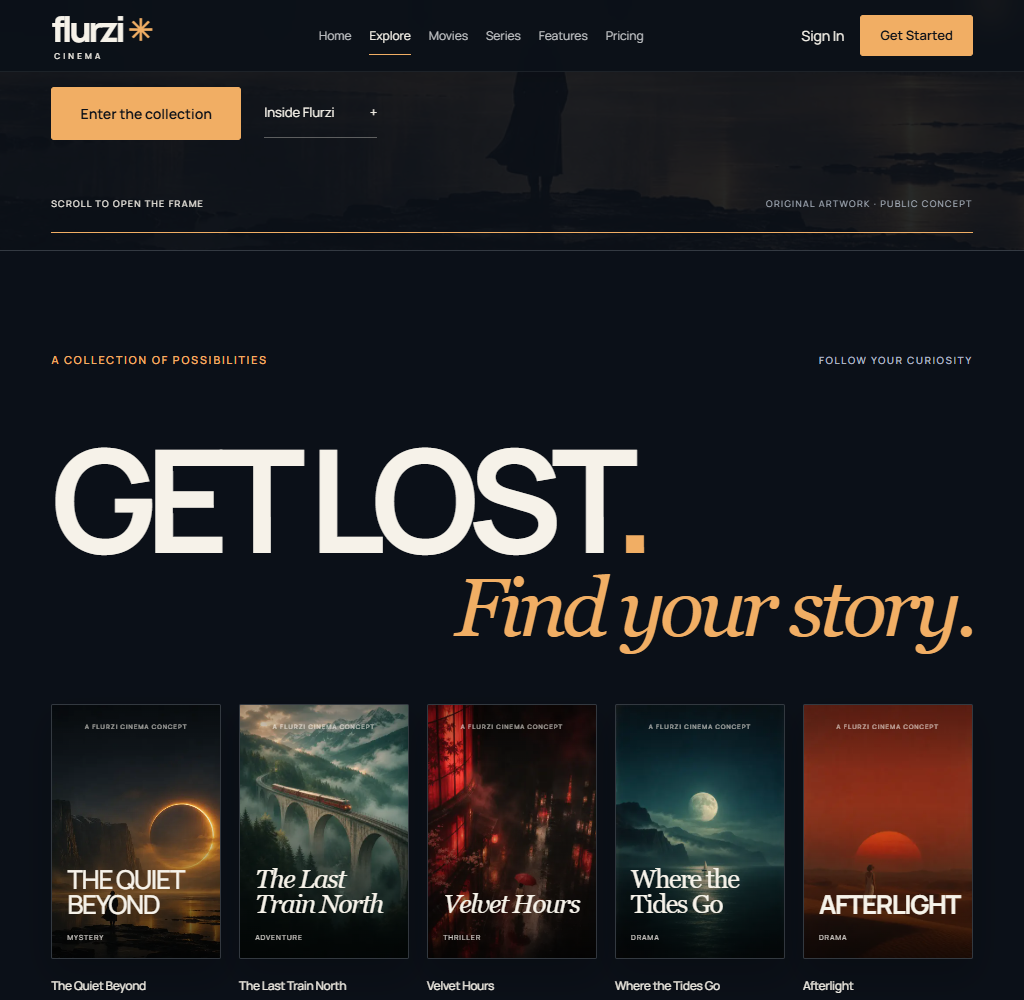 flurzi
CINEMA
Home Explore Movies Series Features Pricing
Sign In
Get Started
Enter the collection
Inside Flurzi +
SCROLL TO OPEN THE FRAME
ORIGINAL ARTWORK · PUBLIC CONCEPT
A COLLECTION OF POSSIBILITIES
FOLLOW YOUR CURIOSITY
GET LOST.
Find your story.
A FLURZI CINEMA CONCEPT
THE QUIET
BEYOND
MYSTERY
The Quiet Beyond
A FLURZI CINEMA CONCEPT
The Last
Train North
ADVENTURE
The Last Train North
A FLURZI CINEMA CONCEPT
Velvet Hours
THRILLER
Velvet Hours
A FLURZI CINEMA CONCEPT
Where the
Tides Go
DRAMA
Where the Tides Go
A FLURZI CINEMA CONCEPT
AFTERLIGHT
DRAMA
Afterlight